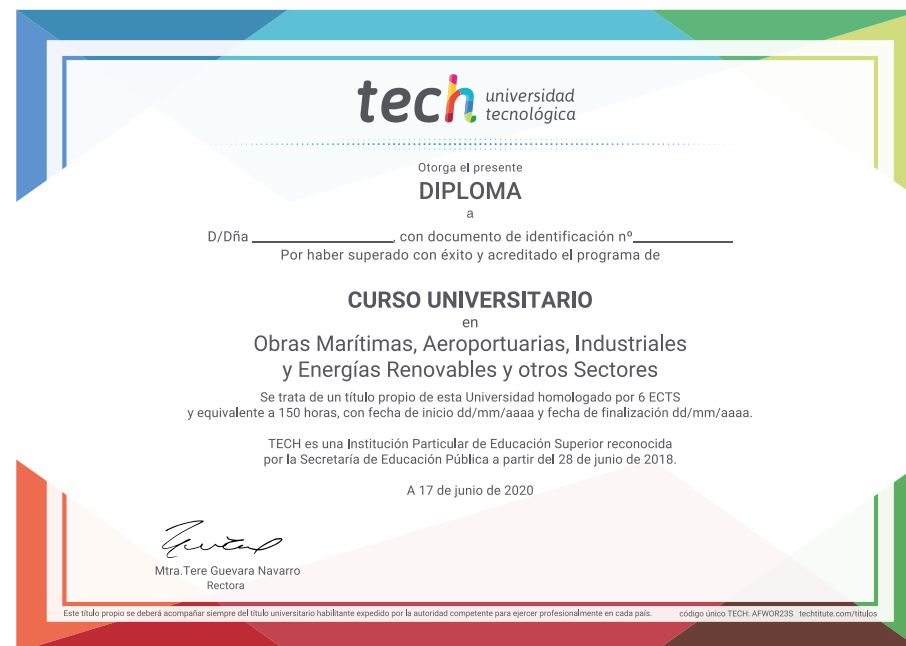 tech universidad
tecnológica
Otorga el presente
DIPLOMA
a
D/Dña ______________, con documento de identificación nº__________
Por haber superado con éxito y acreditado el programa de
CURSO UNIVERSITARIO
en
Obras Marítimas, Aeroportuarias, Industriales
y Energías Renovables y otros Sectores
Se trata de un título propio de esta Universidad homologado por 6 ECTS
y equivalente a 150 horas, con fecha de inicio dd/mm/aaaa y fecha de finalización dd/mm/aaaa.
TECH es una Institución Particular de Educación Superior reconocida
por la Secretaría de Educación Pública a partir del 28 de junio de 2018.
A 17 de junio de 2020
Mtra.Tere Guevara Navarro
Rectora
Este título propio se deberá acompañar siempre del título universitario habilitante expedido por la autoridad competente para ejercer profesionalmente en cada país. código único TECH: AFWOR23S techtitute.com/titulos